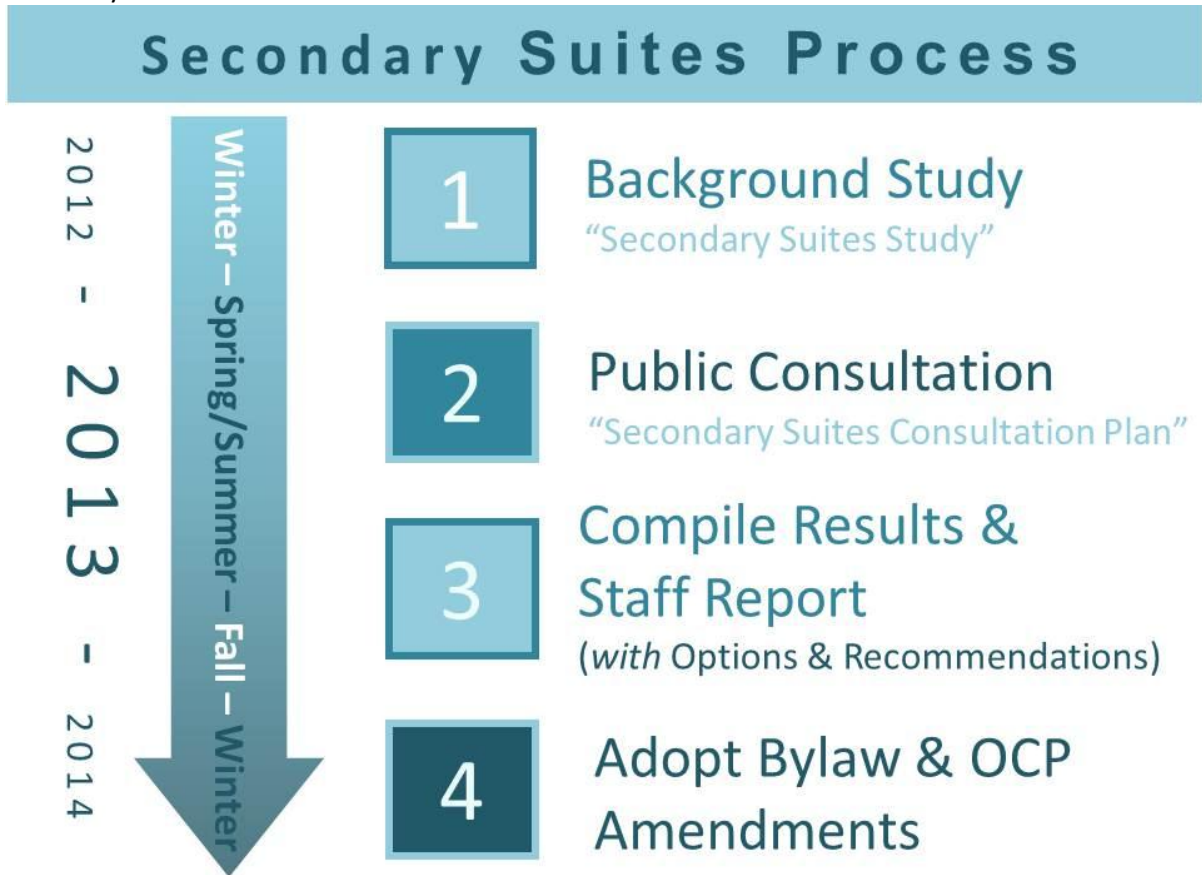 Secondary Suites Process
2012 - 2013 - 2014
Winter – Spring/Summer – Fall – Winter
1
Background Study
“Secondary Suites Study”
2
Public Consultation
“Secondary Suites Consultation Plan”
3
Compile Results &
Staff Report
(with Options & Recommendations)
4
Adopt Bylaw & OCP
Amendments